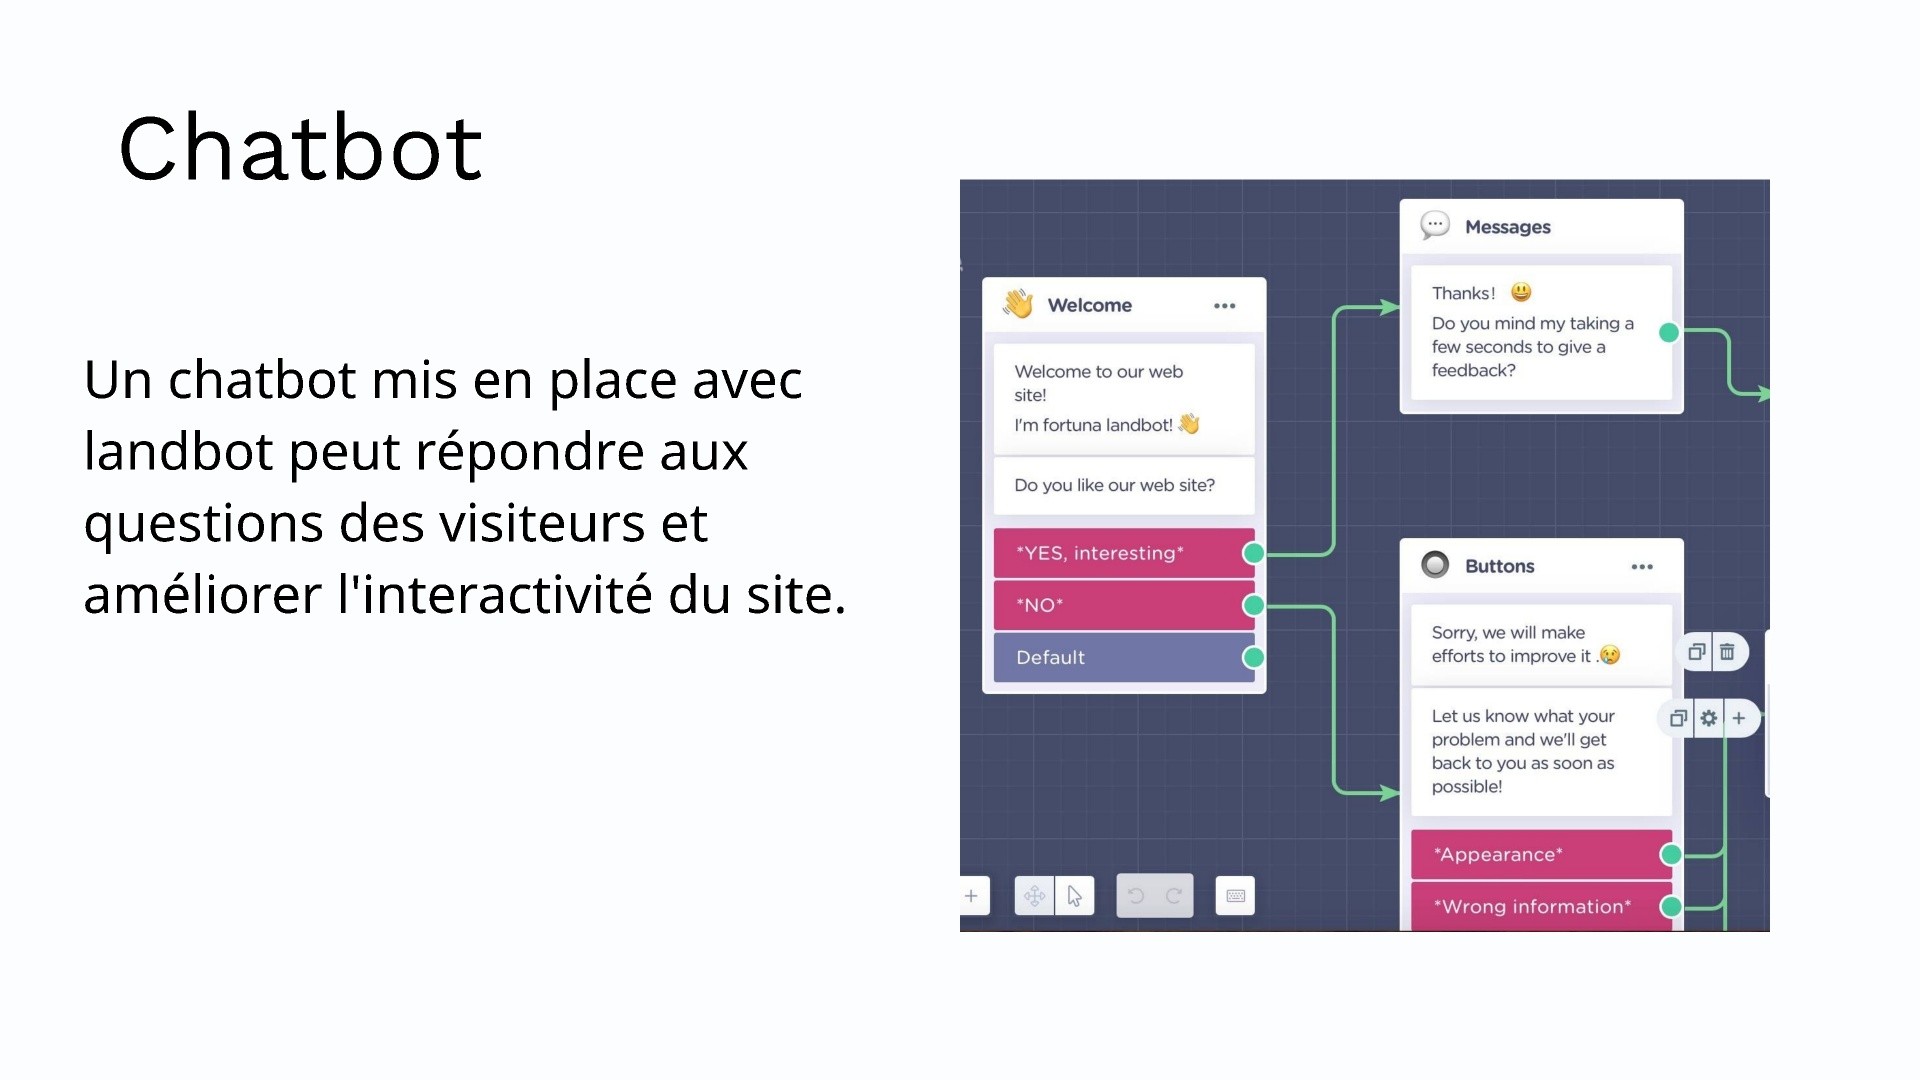 Chatbot
Un chatbot mis en place avec
landbot peut répondre aux
questions des visiteurs et
améliorer l'interactivité du site.
Welcome
Welcome to our web
site!
I'm fortuna landbot! 👋
Do you like our web site?
*YES, interesting*
*NO*
Default
Messages
Thanks! 😃
Do you mind my taking a
few seconds to give a
feedback?
Buttons
Sorry, we will make
efforts to improve it .😢
Let us know what your
problem and we'll get
back to you as soon as
possible!
*Appearance*
*Wrong information*